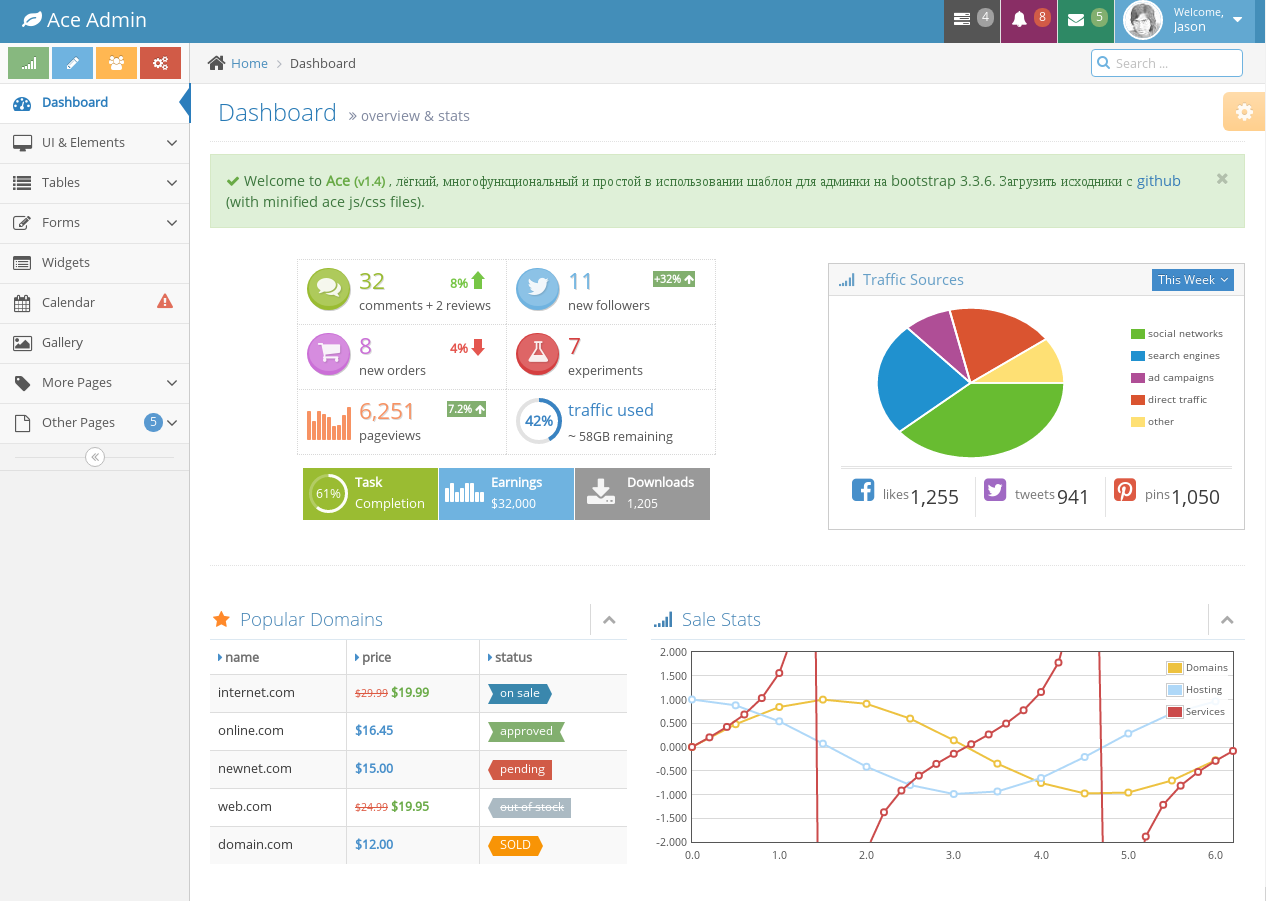 Ace Admin
4
8
5
Welcome,
Jason
Home
Dashboard
Search ...
Dashboard
UI & Elements
Tables
Forms
Widgets
Calendar
Gallery
More Pages
Other Pages
5
Dashboard » overview & stats
Welcome to Ace (v1.4) , лёгкий, многофункциональный и простой в использовании шаблон для админки на bootstrap 3.3.6. Загрузить исходники с github
(with minified ace js/css files).
32
8%
comments + 2 reviews
11
+32%
new followers
8
4%
new orders
7
experiments
6,251
7.2%
pageviews
42%
traffic used
~ 58GB remaining
61%
Task
Completion
Earnings
$32,000
Downloads
1,205
Traffic Sources
This Week
social networks
search engines
ad campaigns
direct traffic
other
likes 1,255
tweets 941
pins 1,050
Popular Domains
name price status
internet.com $29.99 $19.99 on sale
online.com $16.45 approved
newnet.com $15.00 pending
web.com $24.99 $19.95 out of stock
domain.com $12.00 SOLD
Sale Stats
2.000
1.500
1.000
0.500
0.000
-0.500
-1.000
-1.500
-2.000
0.0 1.0 2.0 3.0 4.0 5.0 6.0
Domains
Hosting
Services